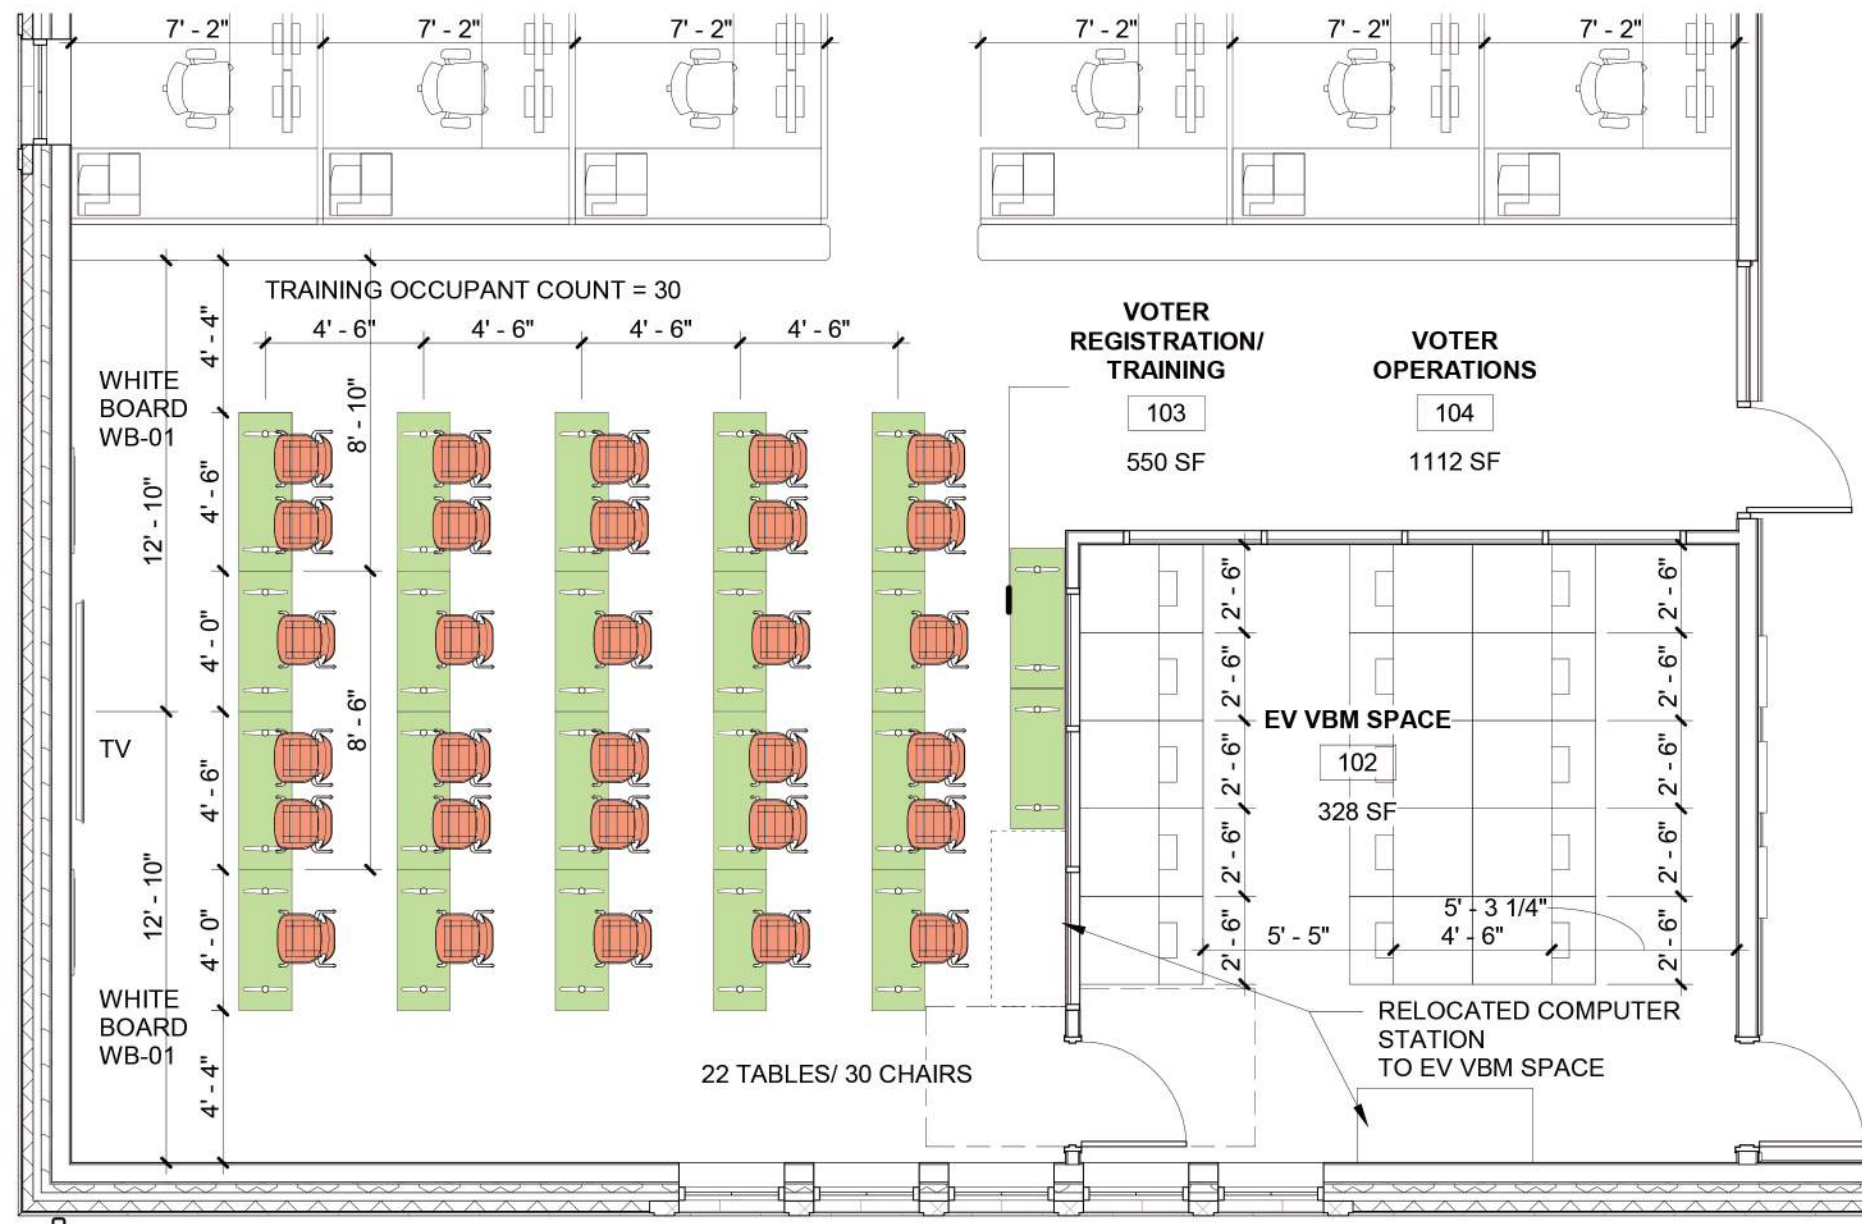 7' - 2"
7' - 2"
7' - 2"
7' - 2"
7' - 2"
7' - 2"
TRAINING OCCUPANT COUNT = 30
4' - 6"
4' - 6"
4' - 6"
4' - 6"
4' - 4"
8' - 10"
WHITE
BOARD
WB-01
12' - 10"
4' - 6"
4' - 0"
8' - 6"
TV
4' - 6"
12' - 10"
4' - 0"
WHITE
BOARD
WB-01
4' - 4"
22 TABLES/ 30 CHAIRS
VOTER
REGISTRATION/
TRAINING
103
550 SF
VOTER
OPERATIONS
104
1112 SF
2' - 6"
2' - 6"
2' - 6"
2' - 6"
2' - 6"
EV VBM SPACE
102
328 SF
2' - 6"
2' - 6"
2' - 6"
2' - 6"
2' - 6"
5' - 3 1/4"
5' - 5"
4' - 6"
RELOCATED COMPUTER
STATION
TO EV VBM SPACE